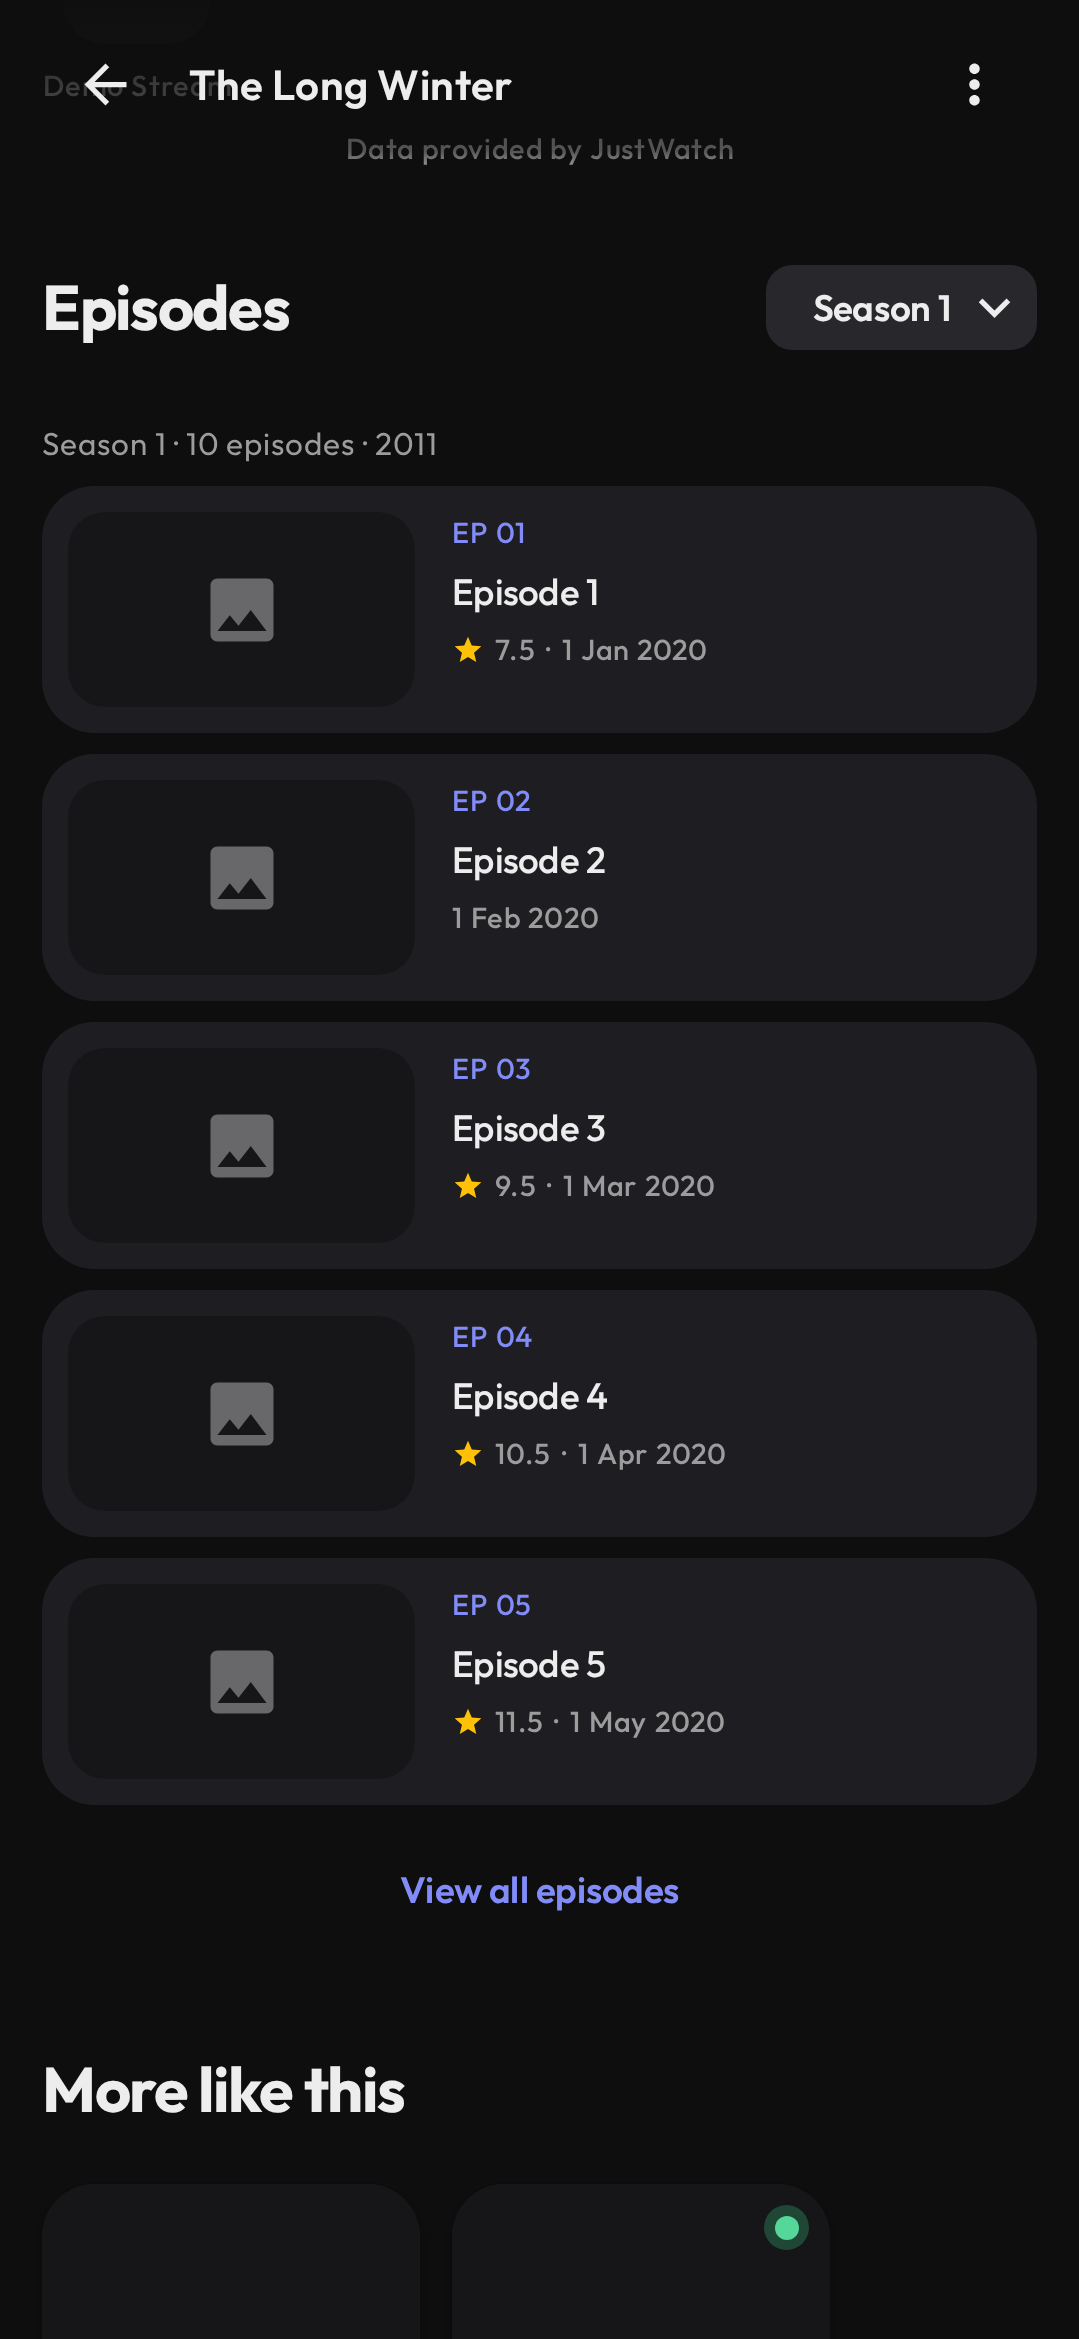 Demo Stream
The Long Winter
Data provided by JustWatch
Episodes
Season 1
Season 1 · 10 episodes · 2011
EP 01
Episode 1
7.5 · 1 Jan 2020
EP 02
Episode 2
1 Feb 2020
EP 03
Episode 3
9.5 · 1 Mar 2020
EP 04
Episode 4
10.5 · 1 Apr 2020
EP 05
Episode 5
11.5 · 1 May 2020
View all episodes
More like this